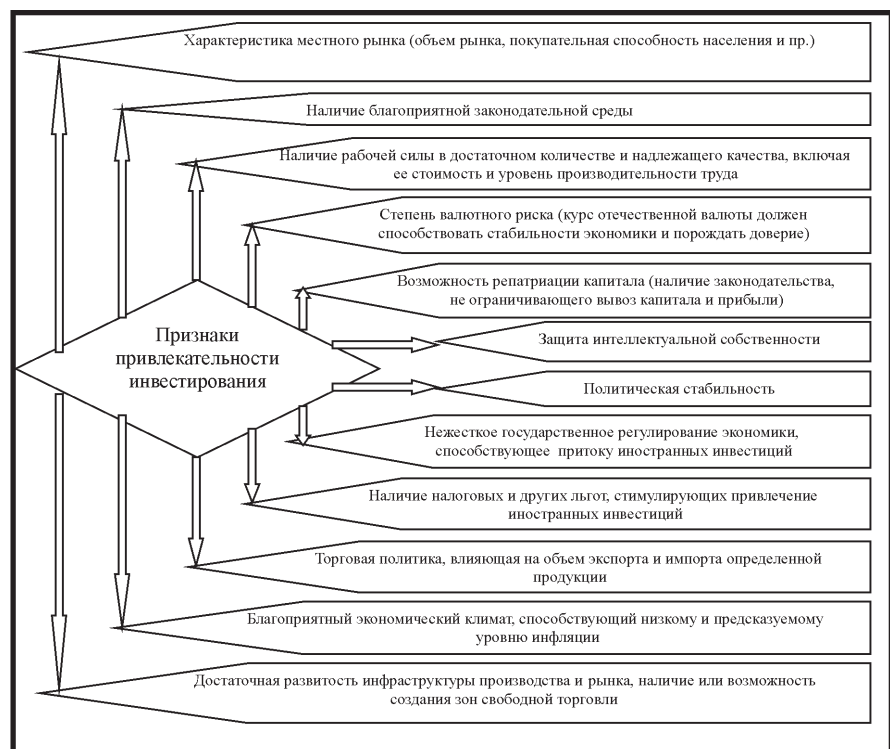 Характеристика местного рынка (объем рынка, покупательная способность населения и пр.)
Наличие благоприятной законодательной среды
Наличие рабочей силы в достаточном количестве и надлежащего качества, включая
ее стоимость и уровень производительности труда
Степень валютного риска (курс отечественной валюты должен
способствовать стабильности экономики и порождать доверие)
Возможность репатриации капитала (наличие законодательства,
не ограничивающего вывоз капитала и прибыли)
Признаки
привлекательности
инвестирования
Защита интеллектуальной собственности
Политическая стабильность
Нежесткое государственное регулирование экономики,
способствующее притоку иностранных инвестиций
Наличие налоговых и других льгот, стимулирующих привлечение
иностранных инвестиций
Торговая политика, влияющая на объем экспорта и импорта определенной
продукции
Благоприятный экономический климат, способствующий низкому и предсказуемому
уровню инфляции
Достаточная развитость инфраструктуры производства и рынка, наличие или возможность
создания зон свободной торговли